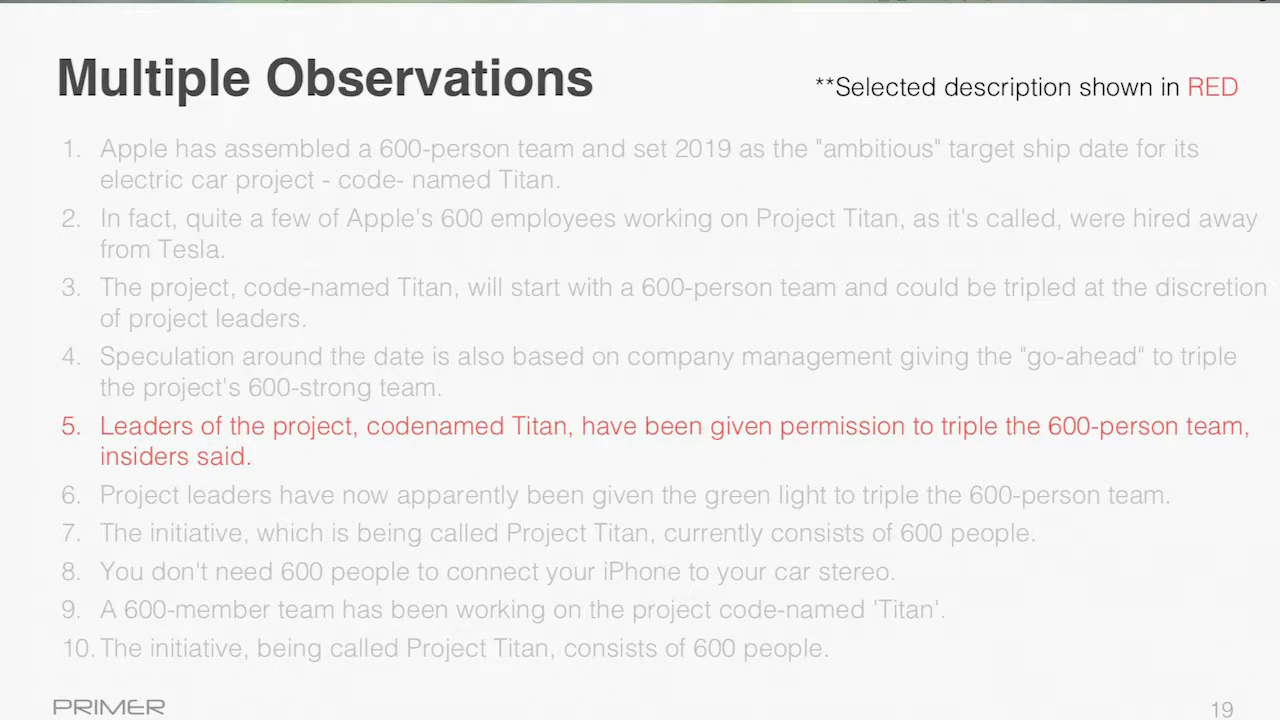 Multiple Observations
**Selected description shown in RED
1. Apple has assembled a 600-person team and set 2019 as the "ambitious" target ship date for its
electric car project - code- named Titan.
2. In fact, quite a few of Apple's 600 employees working on Project Titan, as it's called, were hired away
from Tesla.
3. The project, code-named Titan, will start with a 600-person team and could be tripled at the discretion
of project leaders.
4. Speculation around the date is also based on company management giving the "go-ahead" to triple
the project's 600-strong team.
5. Leaders of the project, codenamed Titan, have been given permission to triple the 600-person team,
insiders said.
6. Project leaders have now apparently been given the green light to triple the 600-person team.
7. The initiative, which is being called Project Titan, currently consists of 600 people.
8. You don't need 600 people to connect your iPhone to your car stereo.
9. A 600-member team has been working on the project code-named 'Titan'.
10. The initiative, being called Project Titan, consists of 600 people.
PRIMER
19